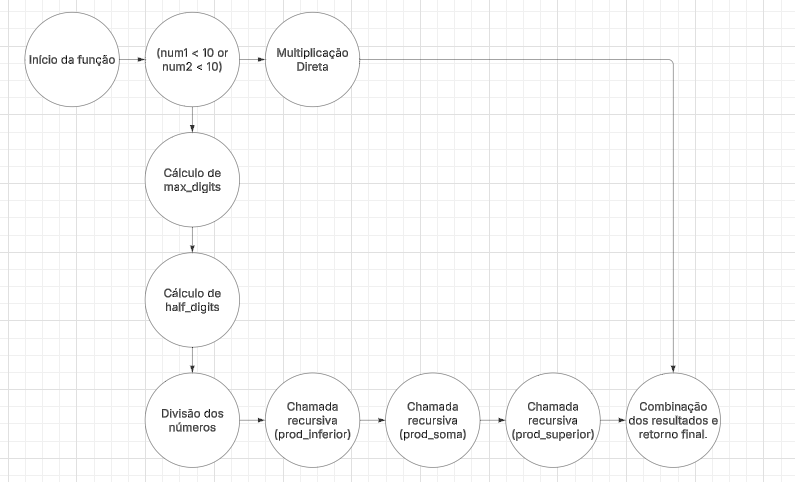 Início da função
(num1 < 10 or
num2 < 10)
Multiplicação
Direta
Cálculo de
max_digits
Cálculo de
half_digits
Divisão dos
números
Chamada
recursiva
(prod_inferior)
Chamada
recursiva
(prod_soma)
Chamada
recursiva
(prod_superior)
Combinação
dos resultados e
retorno final.